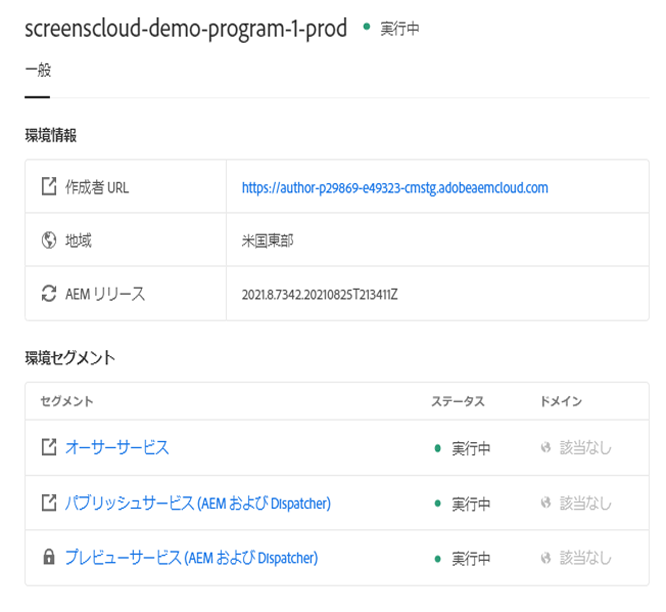 screenscloud-demo-program-1-prod 実行中
一般
環境情報
作成者 URL https://author-p29869-e49323-cmstg.adobeaemcloud.com
地域 米国東部
AEM リリース 2021.8.7342.20210825T213411Z
環境セグメント
セグメント ステータス ドメイン
オーサーサービス 実行中 該当なし
パブリッシュサービス (AEM および Dispatcher) 実行中 該当なし
プレビューサービス (AEM および Dispatcher) 実行中 該当なし